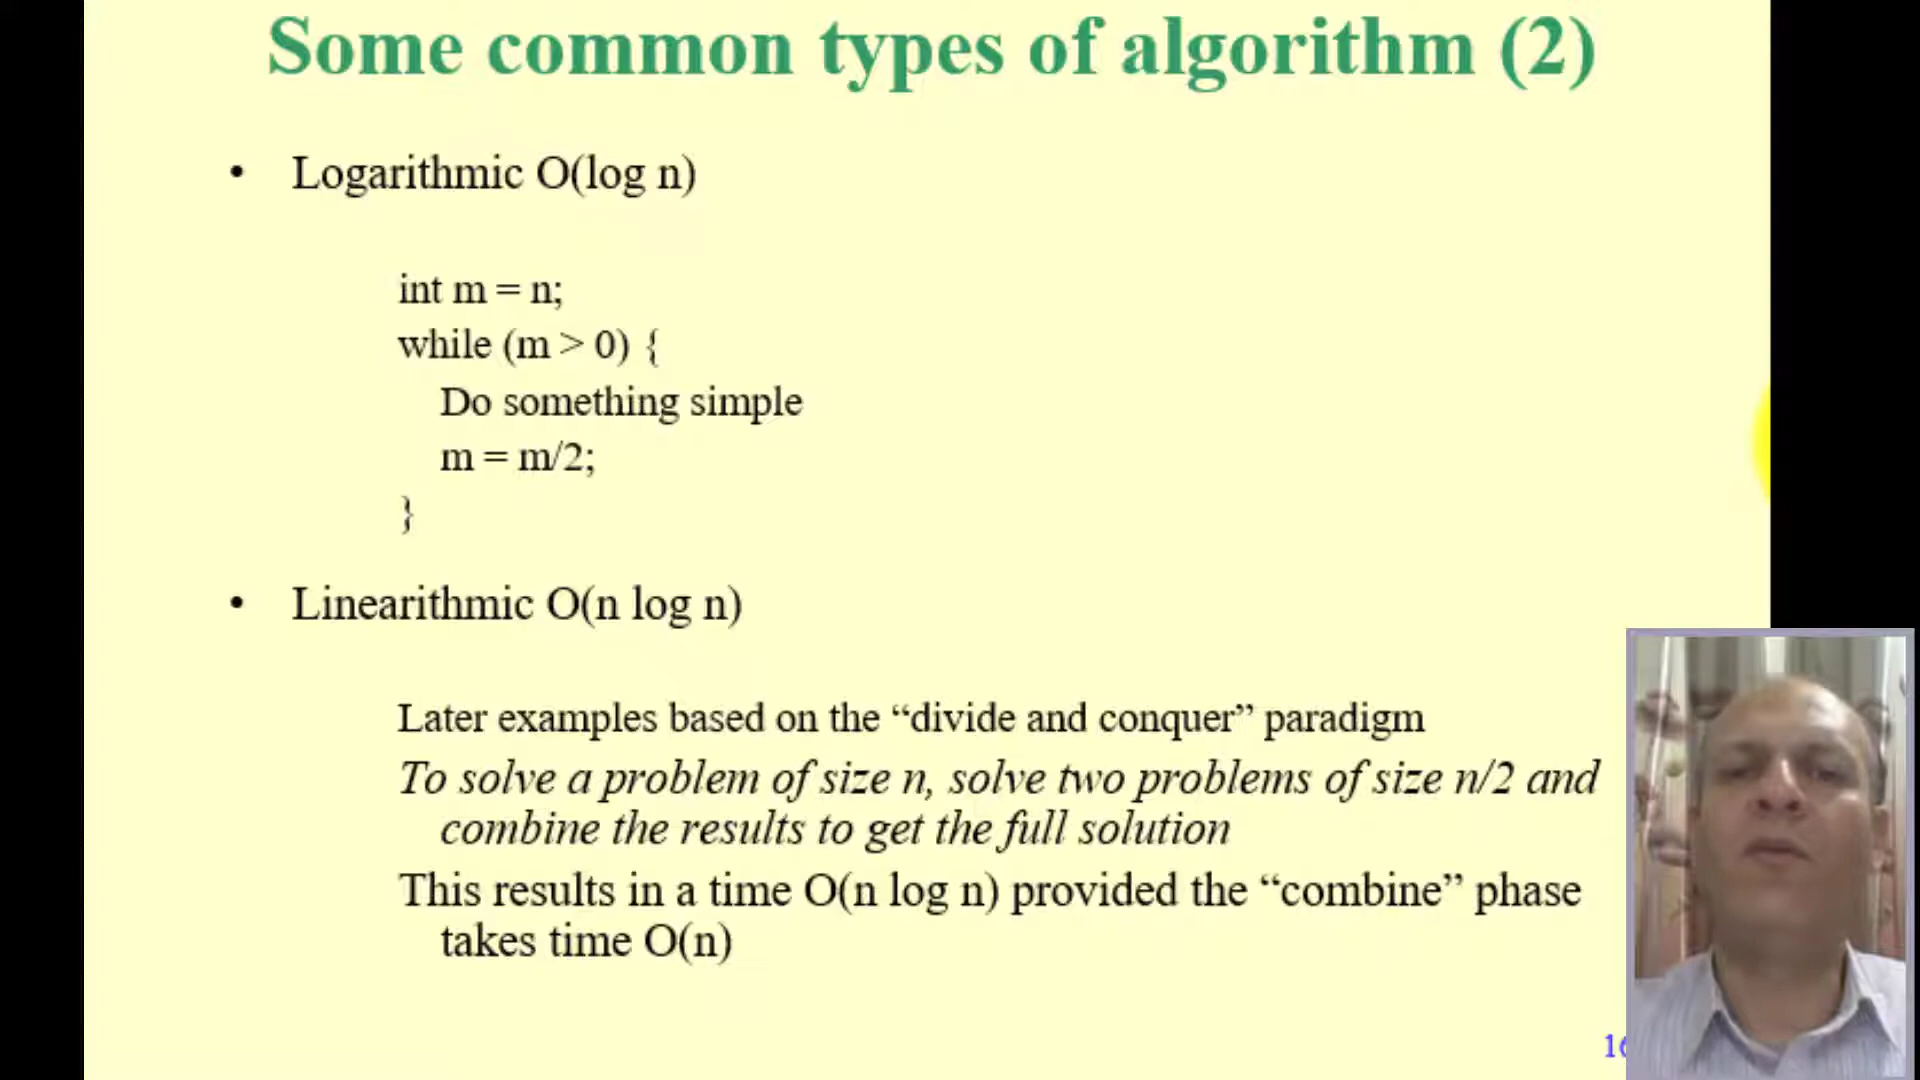 Some common types of algorithm (2)
• Logarithmic O(log n)
int m = n;
while (m > 0) {
Do something simple
m = m/2;
}
• Linearithmic O(n log n)
Later examples based on the “divide and conquer” paradigm
To solve a problem of size n, solve two problems of size n/2 and
combine the results to get the full solution
This results in a time O(n log n) provided the “combine” phase
takes time O(n)